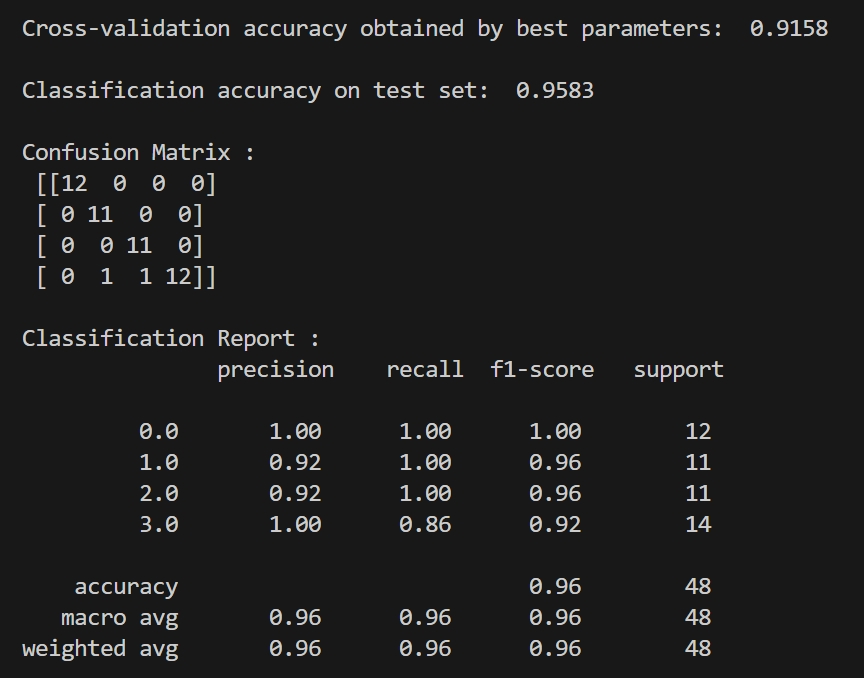 Cross-validation accuracy obtained by best parameters:  0.9158
Classification accuracy on test set:  0.9583
Confusion Matrix :
 [[12  0  0  0]
 [ 0 11  0  0]
 [ 0  0 11  0]
 [ 0  1  1 12]]
Classification Report :
               precision    recall  f1-score   support
         0.0       1.00      1.00      1.00        12
         1.0       0.92      1.00      0.96        11
         2.0       0.92      1.00      0.96        11
         3.0       1.00      0.86      0.92        14
    accuracy                           0.96        48
   macro avg       0.96      0.96      0.96        48
weighted avg       0.96      0.96      0.96        48